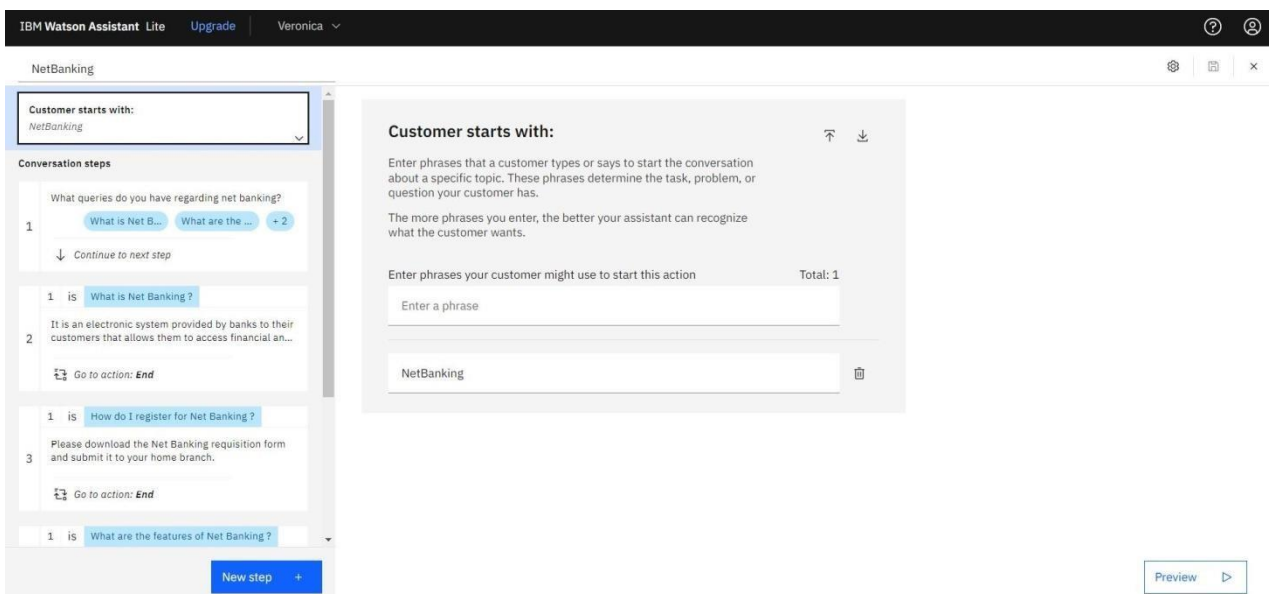 IBM Watson Assistant Lite Upgrade Veronica
NetBanking
Customer starts with:
NetBanking
Conversation steps
1
What queries do you have regarding net banking?
What is Net B... What are the ... + 2
Continue to next step
1 is What is Net Banking ?
2
It is an electronic system provided by banks to their
customers that allows them to access financial an...
Go to action: End
1 is How do I register for Net Banking ?
3
Please download the Net Banking requisition form
and submit it to your home branch.
Go to action: End
1 is What are the features of Net Banking ?
New step +
Customer starts with:
Enter phrases that a customer types or says to start the conversation
about a specific topic. These phrases determine the task, problem, or
question your customer has.
The more phrases you enter, the better your assistant can recognize
what the customer wants.
Enter phrases your customer might use to start this action Total: 1
Enter a phrase
NetBanking
Preview